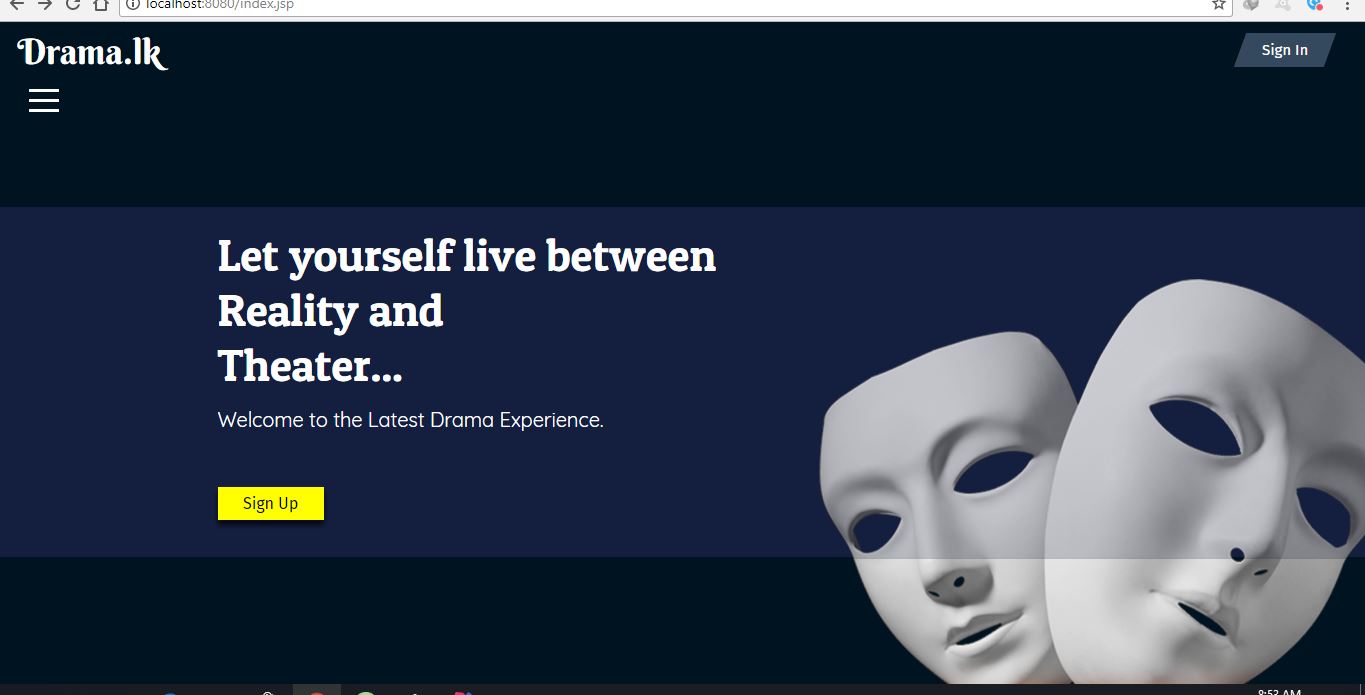 localhost:8080/index.jsp
Drama.lk
Sign In
Let yourself live between
Reality and
Theater...
Welcome to the Latest Drama Experience.
Sign Up
8:53 AM